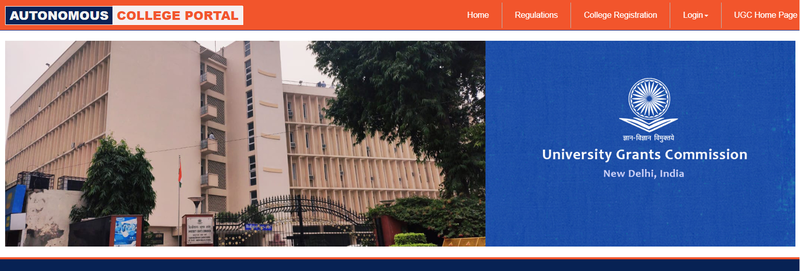 AUTONOMOUS COLLEGE PORTAL
Home Regulations College Registration Login UGC Home Page
ज्ञान-विज्ञान विमुक्तये
University Grants Commission
New Delhi, India